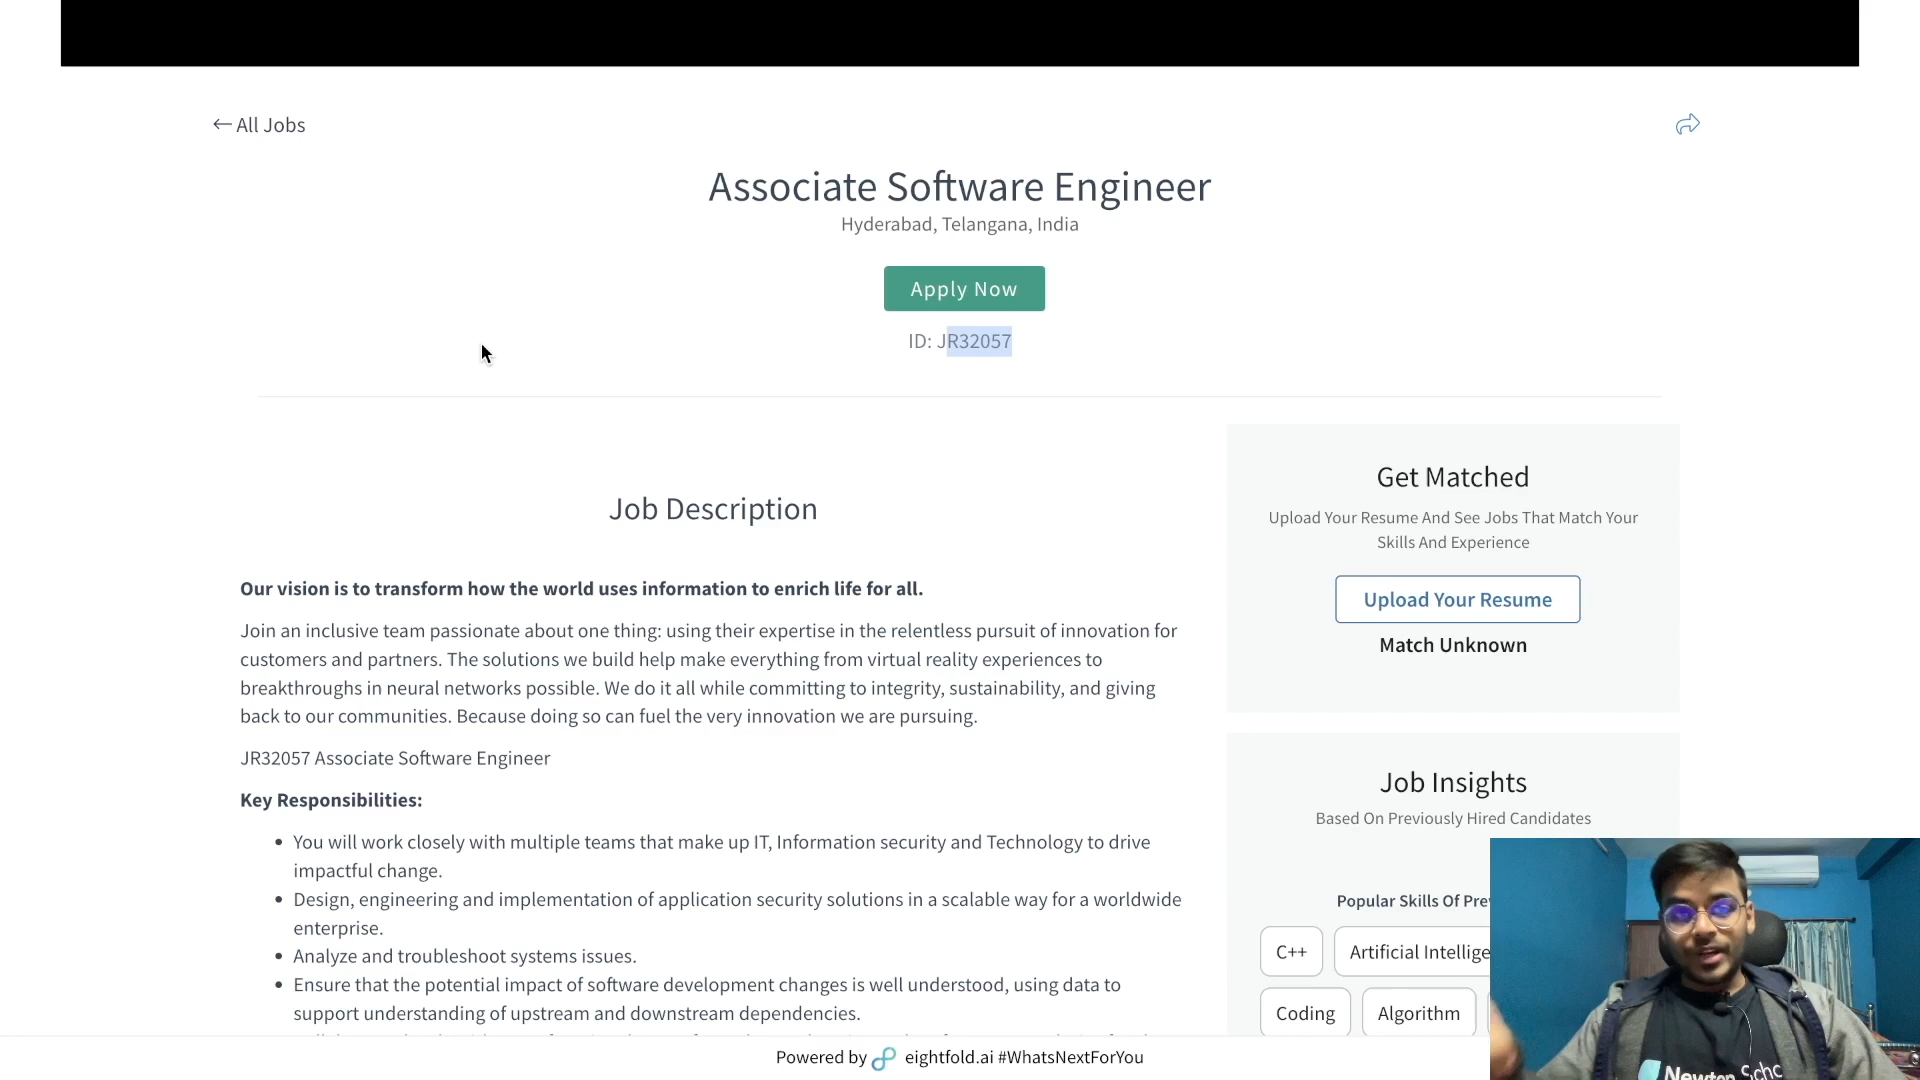 ← All Jobs
Associate Software Engineer
Hyderabad, Telangana, India
Apply Now
ID: JR32057
Job Description
Our vision is to transform how the world uses information to enrich life for all.
Join an inclusive team passionate about one thing: using their expertise in the relentless pursuit of innovation for
customers and partners. The solutions we build help make everything from virtual reality experiences to
breakthroughs in neural networks possible. We do it all while committing to integrity, sustainability, and giving
back to our communities. Because doing so can fuel the very innovation we are pursuing.
JR32057 Associate Software Engineer
Key Responsibilities:
• You will work closely with multiple teams that make up IT, Information security and Technology to drive
impactful change.
• Design, engineering and implementation of application security solutions in a scalable way for a worldwide
enterprise.
• Analyze and troubleshoot systems issues.
• Ensure that the potential impact of software development changes is well understood, using data to
support understanding of upstream and downstream dependencies.
Get Matched
Upload Your Resume And See Jobs That Match Your
Skills And Experience
Upload Your Resume
Match Unknown
Job Insights
Based On Previously Hired Candidates
Popular Skills Of Pre
C++
Artificial Intellige
Coding
Algorithm
Powered by eightfold.ai #WhatsNextForYou
Newton Scho